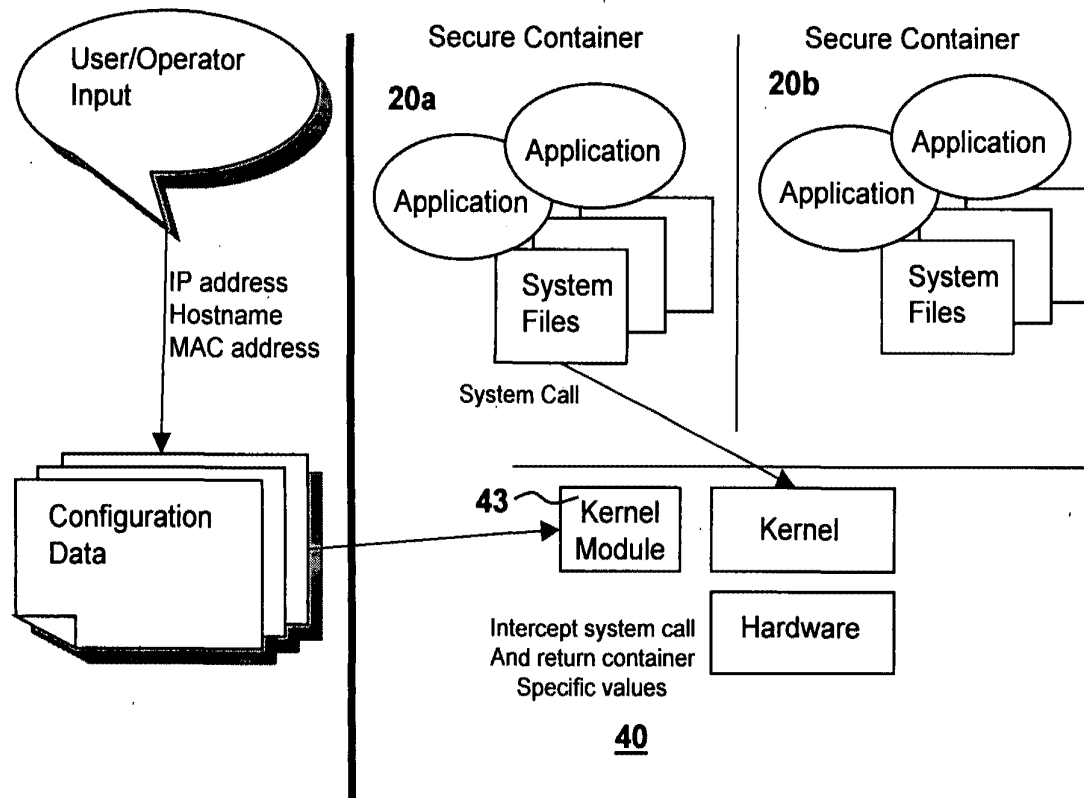 User/Operator
Input
IP address
Hostname
MAC address
Configuration
Data
Secure Container
20a
Application
Application
System
Files
System Call
Secure Container
20b
Application
Application
System
Files
43
Kernel
Module
Kernel
Hardware
Intercept system call
And return container
Specific values
40